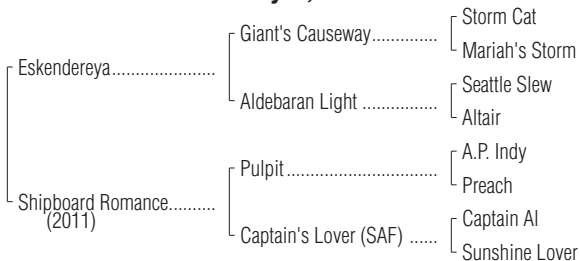 Storm Cat
Giant's Causeway..............
Mariah's Storm
Eskendereya......................
Seattle Slew
Aldebaran Light ................
Altair
A.P. Indy
Pulpit................................
Preach
Shipboard Romance..........
(2011)
Captain Al
Captain's Lover (SAF) ......
Sunshine Lover